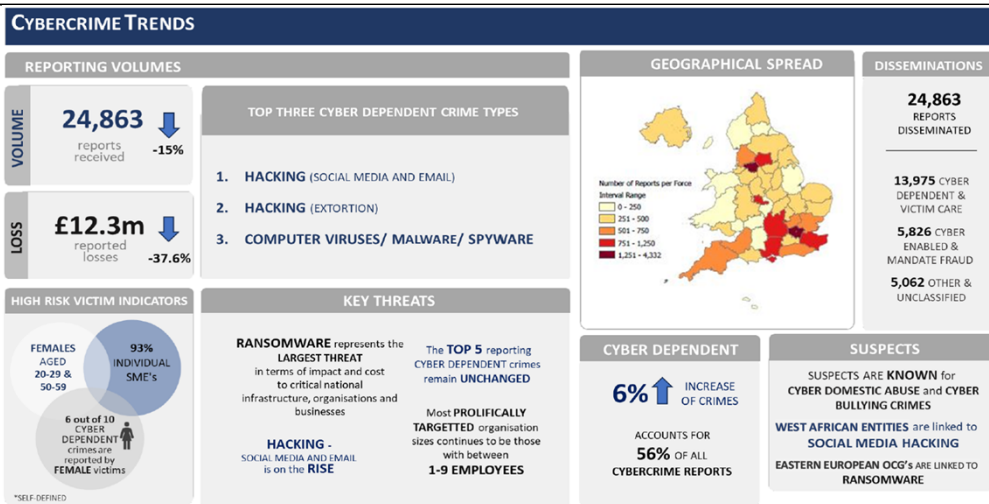 CYBERCRIME TRENDS
REPORTING VOLUMES
VOLUME
24,863
reports
received
-15%
LOSS
£12.3m
reported
losses
-37.6%
TOP THREE CYBER DEPENDENT CRIME TYPES
1. HACKING (SOCIAL MEDIA AND EMAIL)
2. HACKING (EXTORTION)
3. COMPUTER VIRUSES/ MALWARE/ SPYWARE
GEOGRAPHICAL SPREAD
Number of Reports per Force
Interval Range
0 - 250
251 - 500
501 - 750
751 - 1,250
1,251 - 4,332
DISSEMINATIONS
24,863
REPORTS
DISSEMINATED
13,975 CYBER
DEPENDENT &
VICTIM CARE
5,826 CYBER
ENABLED &
MANDATE FRAUD
5,062 OTHER &
UNCLASSIFIED
HIGH RISK VICTIM INDICATORS
FEMALES
AGED
20-29 &
50-59
93%
INDIVIDUAL
SME's
6 out of 10
CYBER
DEPENDENT
crimes are
reported by
FEMALE victims
*SELF-DEFINED
KEY THREATS
RANSOMWARE represents the
LARGEST THREAT
in terms of impact and cost
to critical national
infrastructure, organisations and
businesses
HACKING -
SOCIAL MEDIA AND EMAIL
is on the RISE
The TOP 5 reporting
CYBER DEPENDENT crimes
remain UNCHANGED
Most PROLIFICALLY
TARGETTED organisation
sizes continues to be those
with between
1-9 EMPLOYEES
CYBER DEPENDENT
6% INCREASE
OF CRIMES
ACCOUNTS FOR
56% OF ALL
CYBERCRIME REPORTS
SUSPECTS
SUSPECTS ARE KNOWN for
CYBER DOMESTIC ABUSE and CYBER
BULLYING CRIMES
WEST AFRICAN ENTITIES are linked to
SOCIAL MEDIA HACKING
EASTERN EUROPEAN OCG's ARE LINKED TO
RANSOMWARE